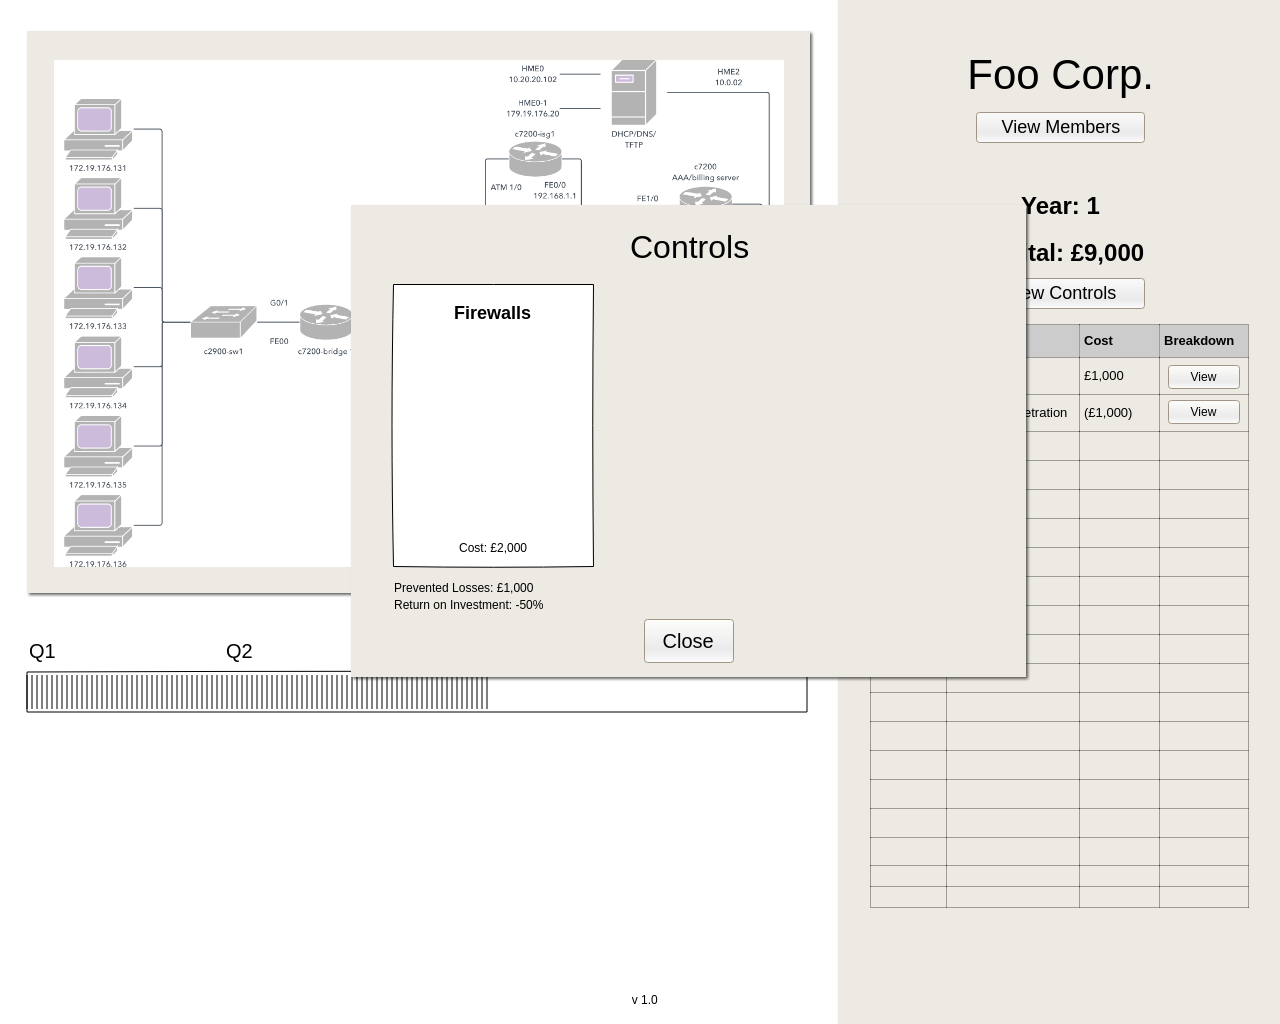 HME0
10.20.20.102
HME2
10.0.02
HME0-1
179.19.176.20
DHCP/DNS/
TFTP
c7200-isg1
172.19.176.131
ATM 1/0
FE0/0
192.168.1.1
c7200
AAA/billing server
FE1/0
172.19.176.132
172.19.176.133
G0/1
FE00
c2900-sw1
c7200-bridge
172.19.176.134
172.19.176.135
172.19.176.136
Q1
Q2
Foo Corp.
View Members
Year: 1
tal: £9,000
ew Controls
Cost
Breakdown
£1,000
View
etration
(£1,000)
View
Controls
Firewalls
Cost: £2,000
Prevented Losses: £1,000
Return on Investment: -50%
Close
v 1.0